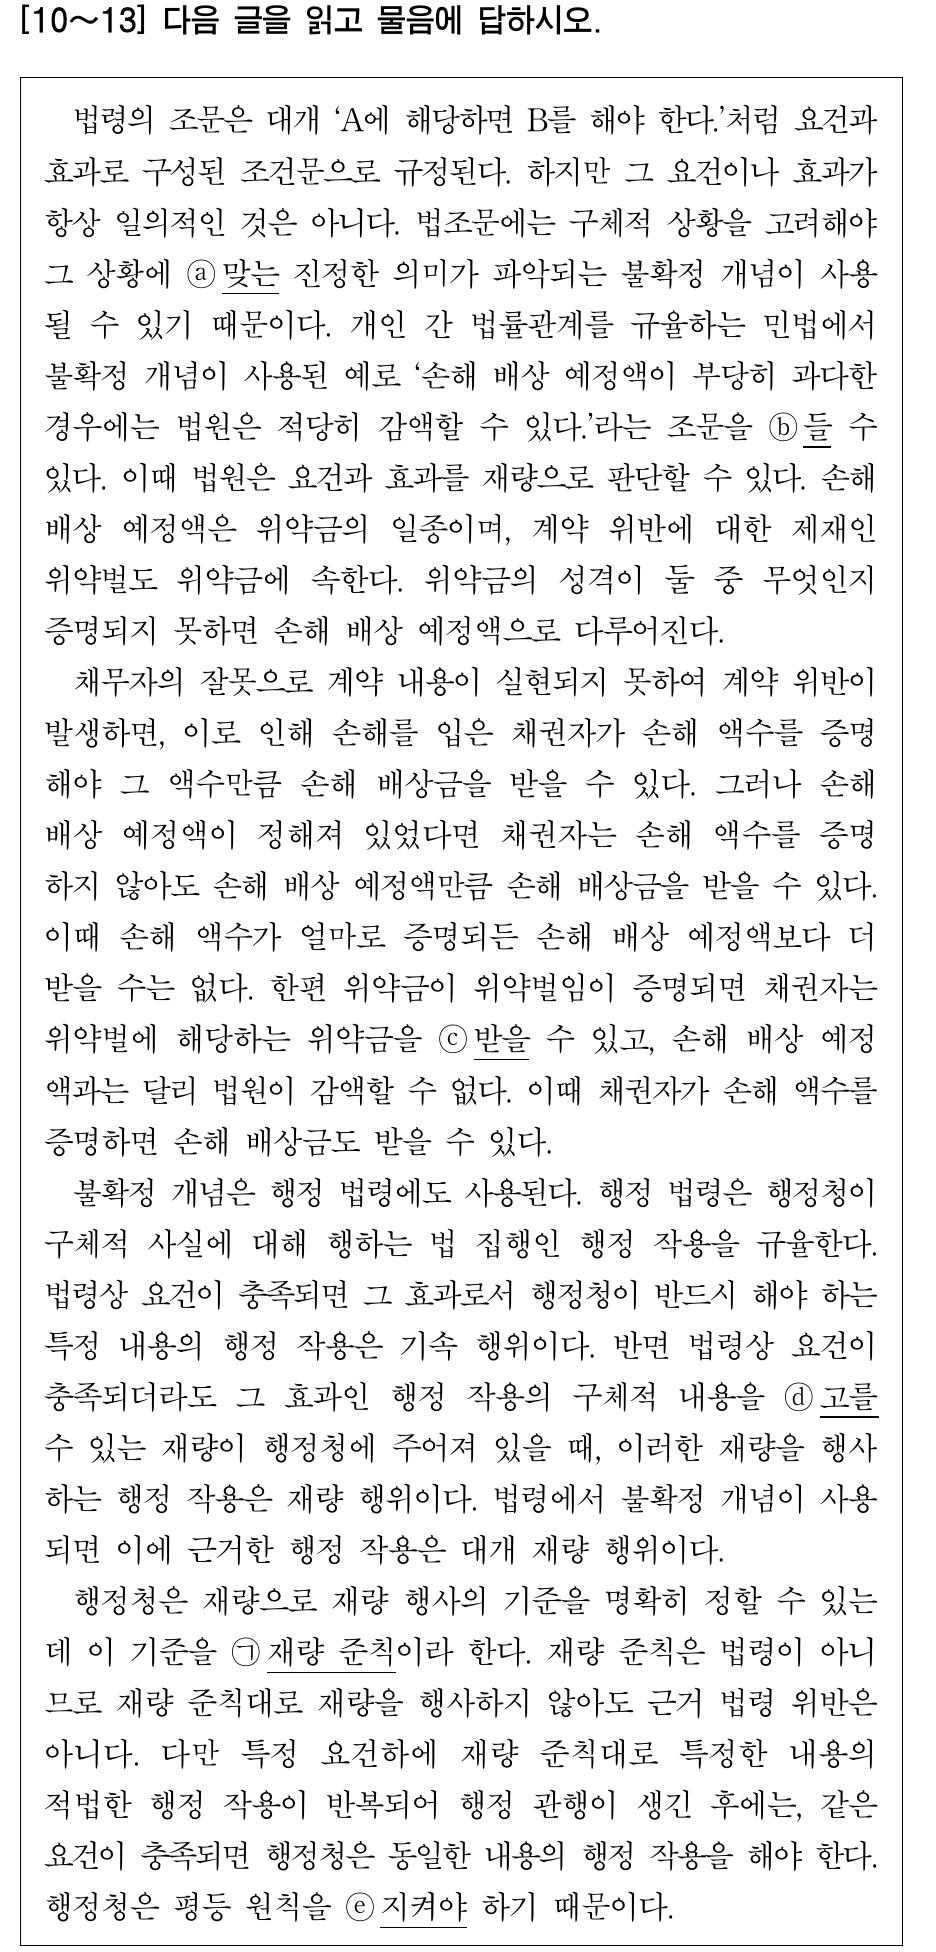 [10～13] 다음 글을 읽고 물음에 답하시오.
법령의 조문은 대개 ‘A에 해당하면 B를 해야 한다.’처럼 요건과
효과로 구성된 조건문으로 규정된다. 하지만 그 요건이나 효과가
항상 일의적인 것은 아니다. 법조문에는 구체적 상황을 고려해야
그 상황에 ⓐ맞는 진정한 의미가 파악되는 불확정 개념이 사용
될 수 있기 때문이다. 개인 간 법률관계를 규율하는 민법에서
불확정 개념이 사용된 예로 ‘손해 배상 예정액이 부당히 과다한
경우에는 법원은 적당히 감액할 수 있다.’라는 조문을 ⓑ들 수
있다. 이때 법원은 요건과 효과를 재량으로 판단할 수 있다. 손해
배상 예정액은 위약금의 일종이며, 계약 위반에 대한 제재인
위약벌도 위약금에 속한다. 위약금의 성격이 둘 중 무엇인지
증명되지 못하면 손해 배상 예정액으로 다루어진다.
채무자의 잘못으로 계약 내용이 실현되지 못하여 계약 위반이
발생하면, 이로 인해 손해를 입은 채권자가 손해 액수를 증명
해야 그 액수만큼 손해 배상금을 받을 수 있다. 그러나 손해
배상 예정액이 정해져 있었다면 채권자는 손해 액수를 증명
하지 않아도 손해 배상 예정액만큼 손해 배상금을 받을 수 있다.
이때 손해 액수가 얼마로 증명되든 손해 배상 예정액보다 더
받을 수는 없다. 한편 위약금이 위약벌임이 증명되면 채권자는
위약벌에 해당하는 위약금을 ⓒ받을 수 있고, 손해 배상 예정
액과는 달리 법원이 감액할 수 없다. 이때 채권자가 손해 액수를
증명하면 손해 배상금도 받을 수 있다.
불확정 개념은 행정 법령에도 사용된다. 행정 법령은 행정청이
구체적 사실에 대해 행하는 법 집행인 행정 작용을 규율한다.
법령상 요건이 충족되면 그 효과로서 행정청이 반드시 해야 하는
특정 내용의 행정 작용은 기속 행위이다. 반면 법령상 요건이
충족되더라도 그 효과인 행정 작용의 구체적 내용을 ⓓ고를
수 있는 재량이 행정청에 주어져 있을 때, 이러한 재량을 행사
하는 행정 작용은 재량 행위이다. 법령에서 불확정 개념이 사용
되면 이에 근거한 행정 작용은 대개 재량 행위이다.
행정청은 재량으로 재량 행사의 기준을 명확히 정할 수 있는
데 이 기준을 ㉠재량 준칙이라 한다. 재량 준칙은 법령이 아니
므로 재량 준칙대로 재량을 행사하지 않아도 근거 법령 위반은
아니다. 다만 특정 요건하에 재량 준칙대로 특정한 내용의
적법한 행정 작용이 반복되어 행정 관행이 생긴 후에는, 같은
요건이 충족되면 행정청은 동일한 내용의 행정 작용을 해야 한다.
행정청은 평등 원칙을 ⓔ지켜야 하기 때문이다.